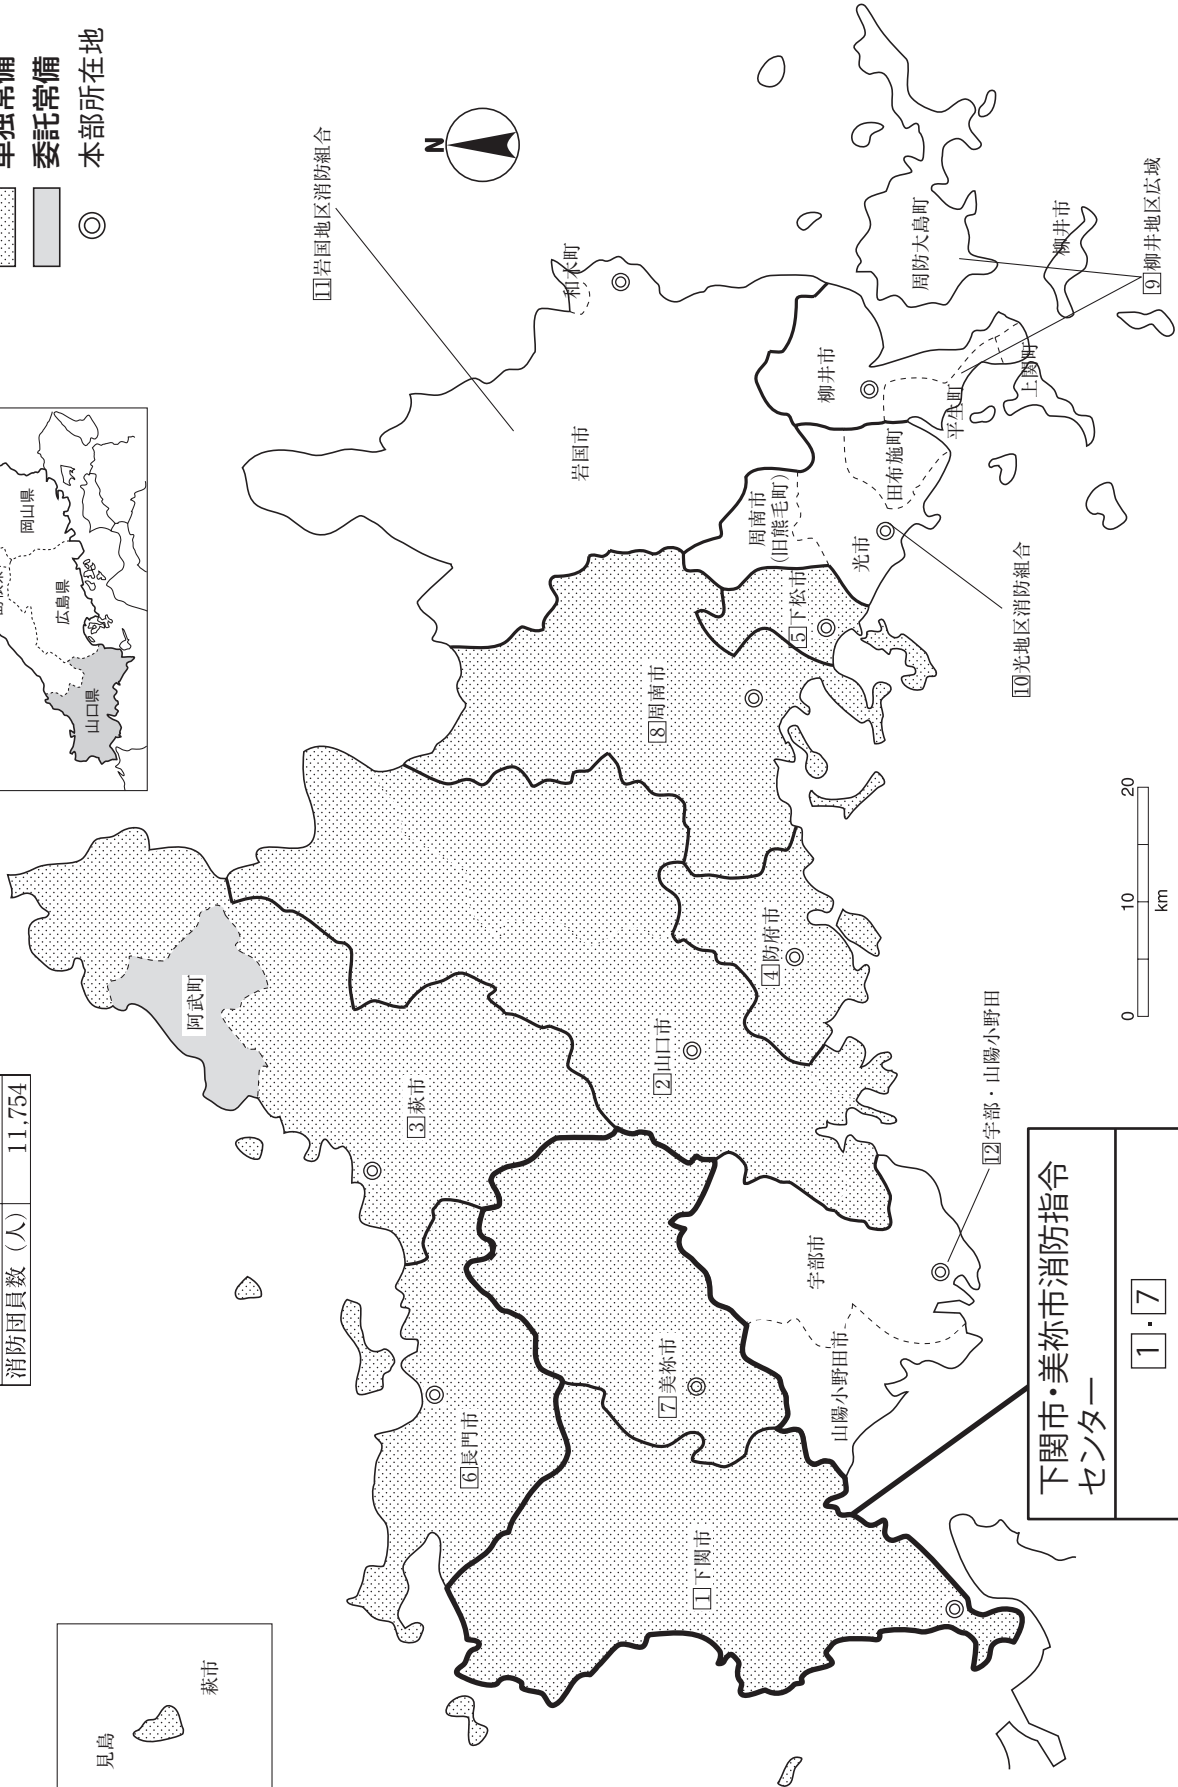 単独常備
委託常備
本部所在地
岡山県
広島県
山口県
消防団員数（人） 11,754
見島
萩市
N
11岩国地区消防組合
和木町
岩国市
周防大島町
柳井市
9柳井地区広域
柳井市
平生町
上関町
田布施町
周南市
（旧熊毛町）
光市
10光地区消防組合
5下松市
8周南市
阿武町
3萩市
2山口市
4防府市
6長門市
7美祢市
1下関市
宇部市
山陽小野田市
12宇部・山陽小野田
0 10 20
km
下関市・美祢市消防指令
センター
1・7